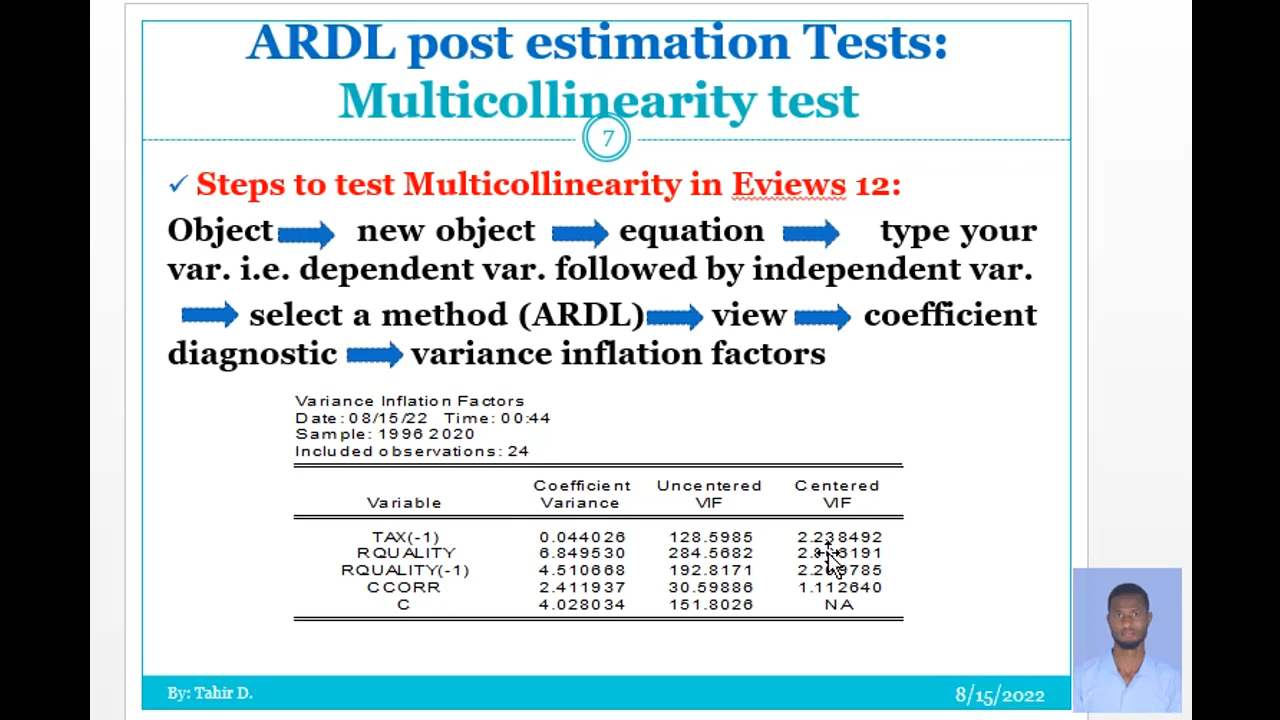 ARDL post estimation Tests:
Multicollinearity test
7
✓ Steps to test Multicollinearity in Eviews 12:
Object new object equation type your
var. i.e. dependent var. followed by independent var.
select a method (ARDL) view coefficient
diagnostic variance inflation factors
Variance Inflation Factors
Date: 08/15/22 Time: 00:44
Sample: 1996 2020
Included observations: 24
Coefficient Uncentered Centered
Variable Variance VIF VIF
TAX(-1) 0.044026 128.5985 2.238492
RQUALITY 6.849530 284.5682
RQUALITY(-1) 4.510668 192.8171
CCORR 2.411937 30.59886 1.112640
C 4.028034 151.8026 NA
By: Tahir D. 8/15/2022